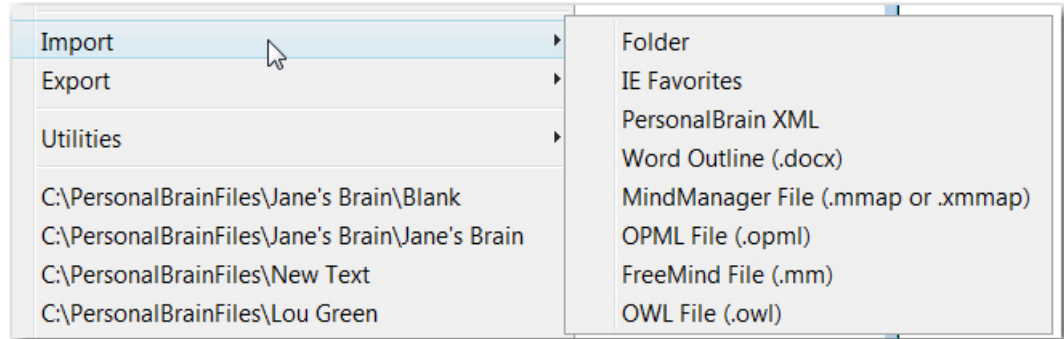 Import
Export
Utilities
C:\PersonalBrainFiles\Jane's Brain\Blank
C:\PersonalBrainFiles\Jane's Brain\Jane's Brain
C:\PersonalBrainFiles\New Text
C:\PersonalBrainFiles\Lou Green
Folder
IE Favorites
PersonalBrain XML
Word Outline (.docx)
MindManager File (.mmap or .xmmap)
OPML File (.opml)
FreeMind File (.mm)
OWL File (.owl)